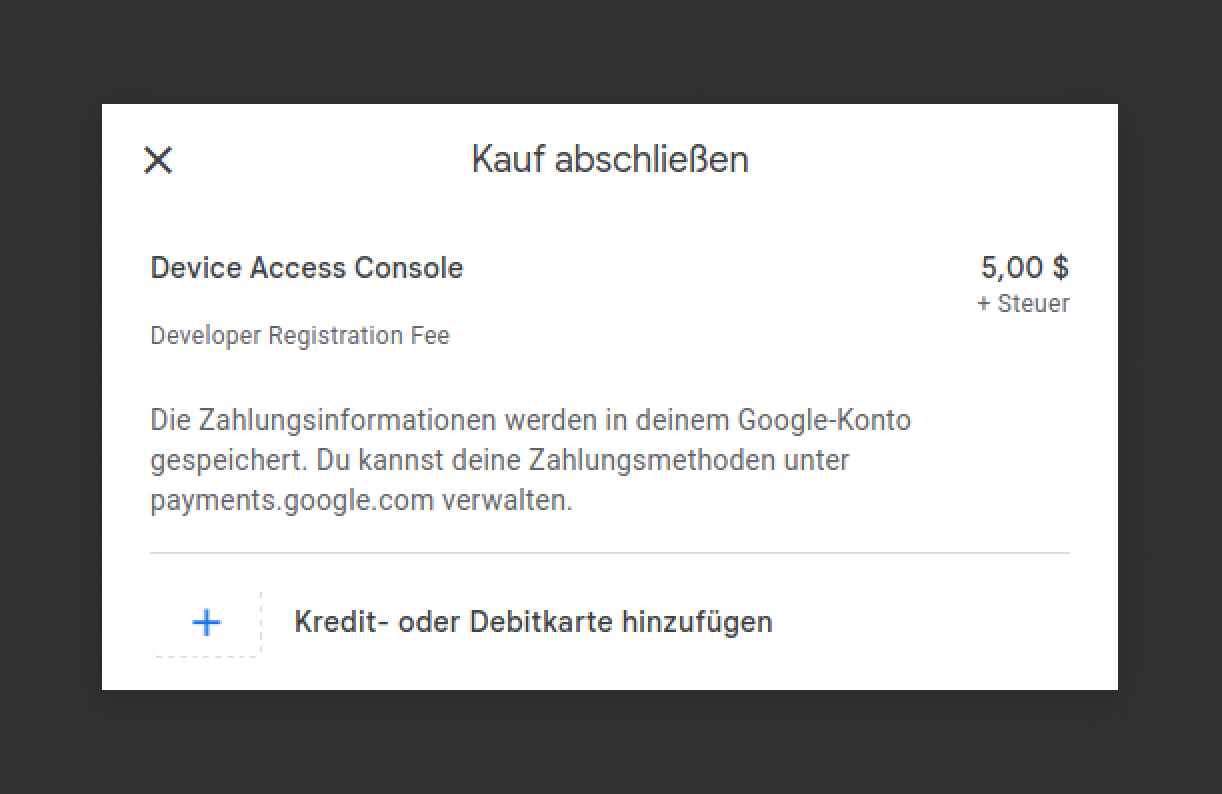 Kauf abschließen
Device Access Console
5,00 $
+ Steuer
Developer Registration Fee
Die Zahlungsinformationen werden in deinem Google-Konto
gespeichert. Du kannst deine Zahlungsmethoden unter
payments.google.com verwalten.
Kredit- oder Debitkarte hinzufügen